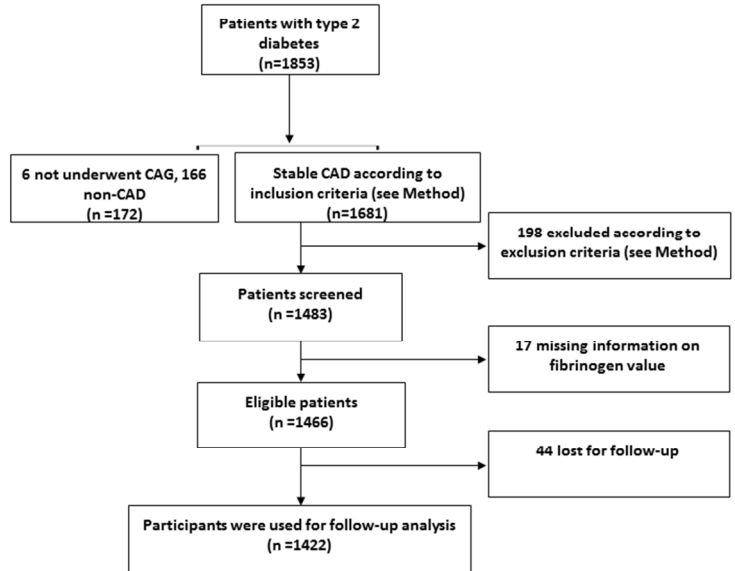 Patients with type 2
diabetes
(n=1853)
6 not underwent CAG, 166
non-CAD
(n =172)
Stable CAD according to
inclusion criteria (see Method)
(n=1681)
198 excluded according to
exclusion criteria (see Method)
Patients screened
(n =1483)
17 missing information on
fibrinogen value
Eligible patients
(n =1466)
44 lost for follow-up
Participants were used for follow-up analysis
(n =1422)